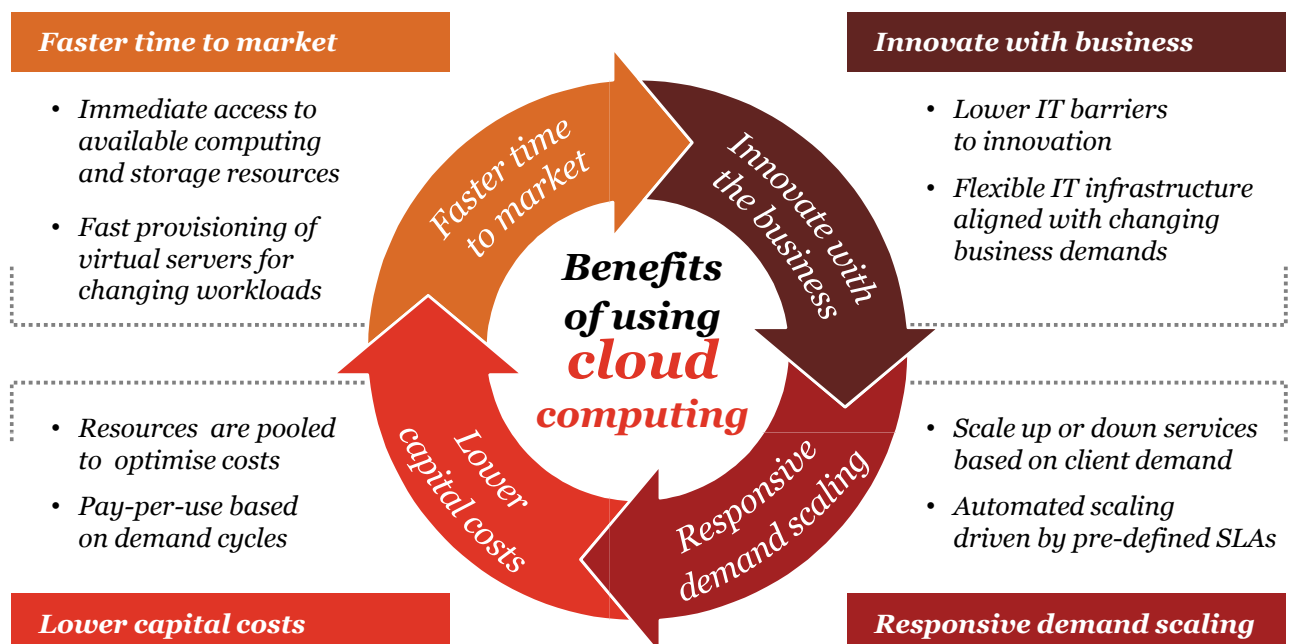 Faster time to market
• Immediate access to
available computing
and storage resources
• Fast provisioning of
virtual servers for
changing workloads
Innovate with business
• Lower IT barriers
to innovation
• Flexible IT infrastructure
aligned with changing
business demands
Faster time
to market
Innovate with
the business
Benefits
of using
cloud
computing
Lower
capital costs
Responsive
demand scaling
• Resources are pooled
to optimise costs
• Pay-per-use based
on demand cycles
Lower capital costs
• Scale up or down services
based on client demand
• Automated scaling
driven by pre-defined SLAs
Responsive demand scaling